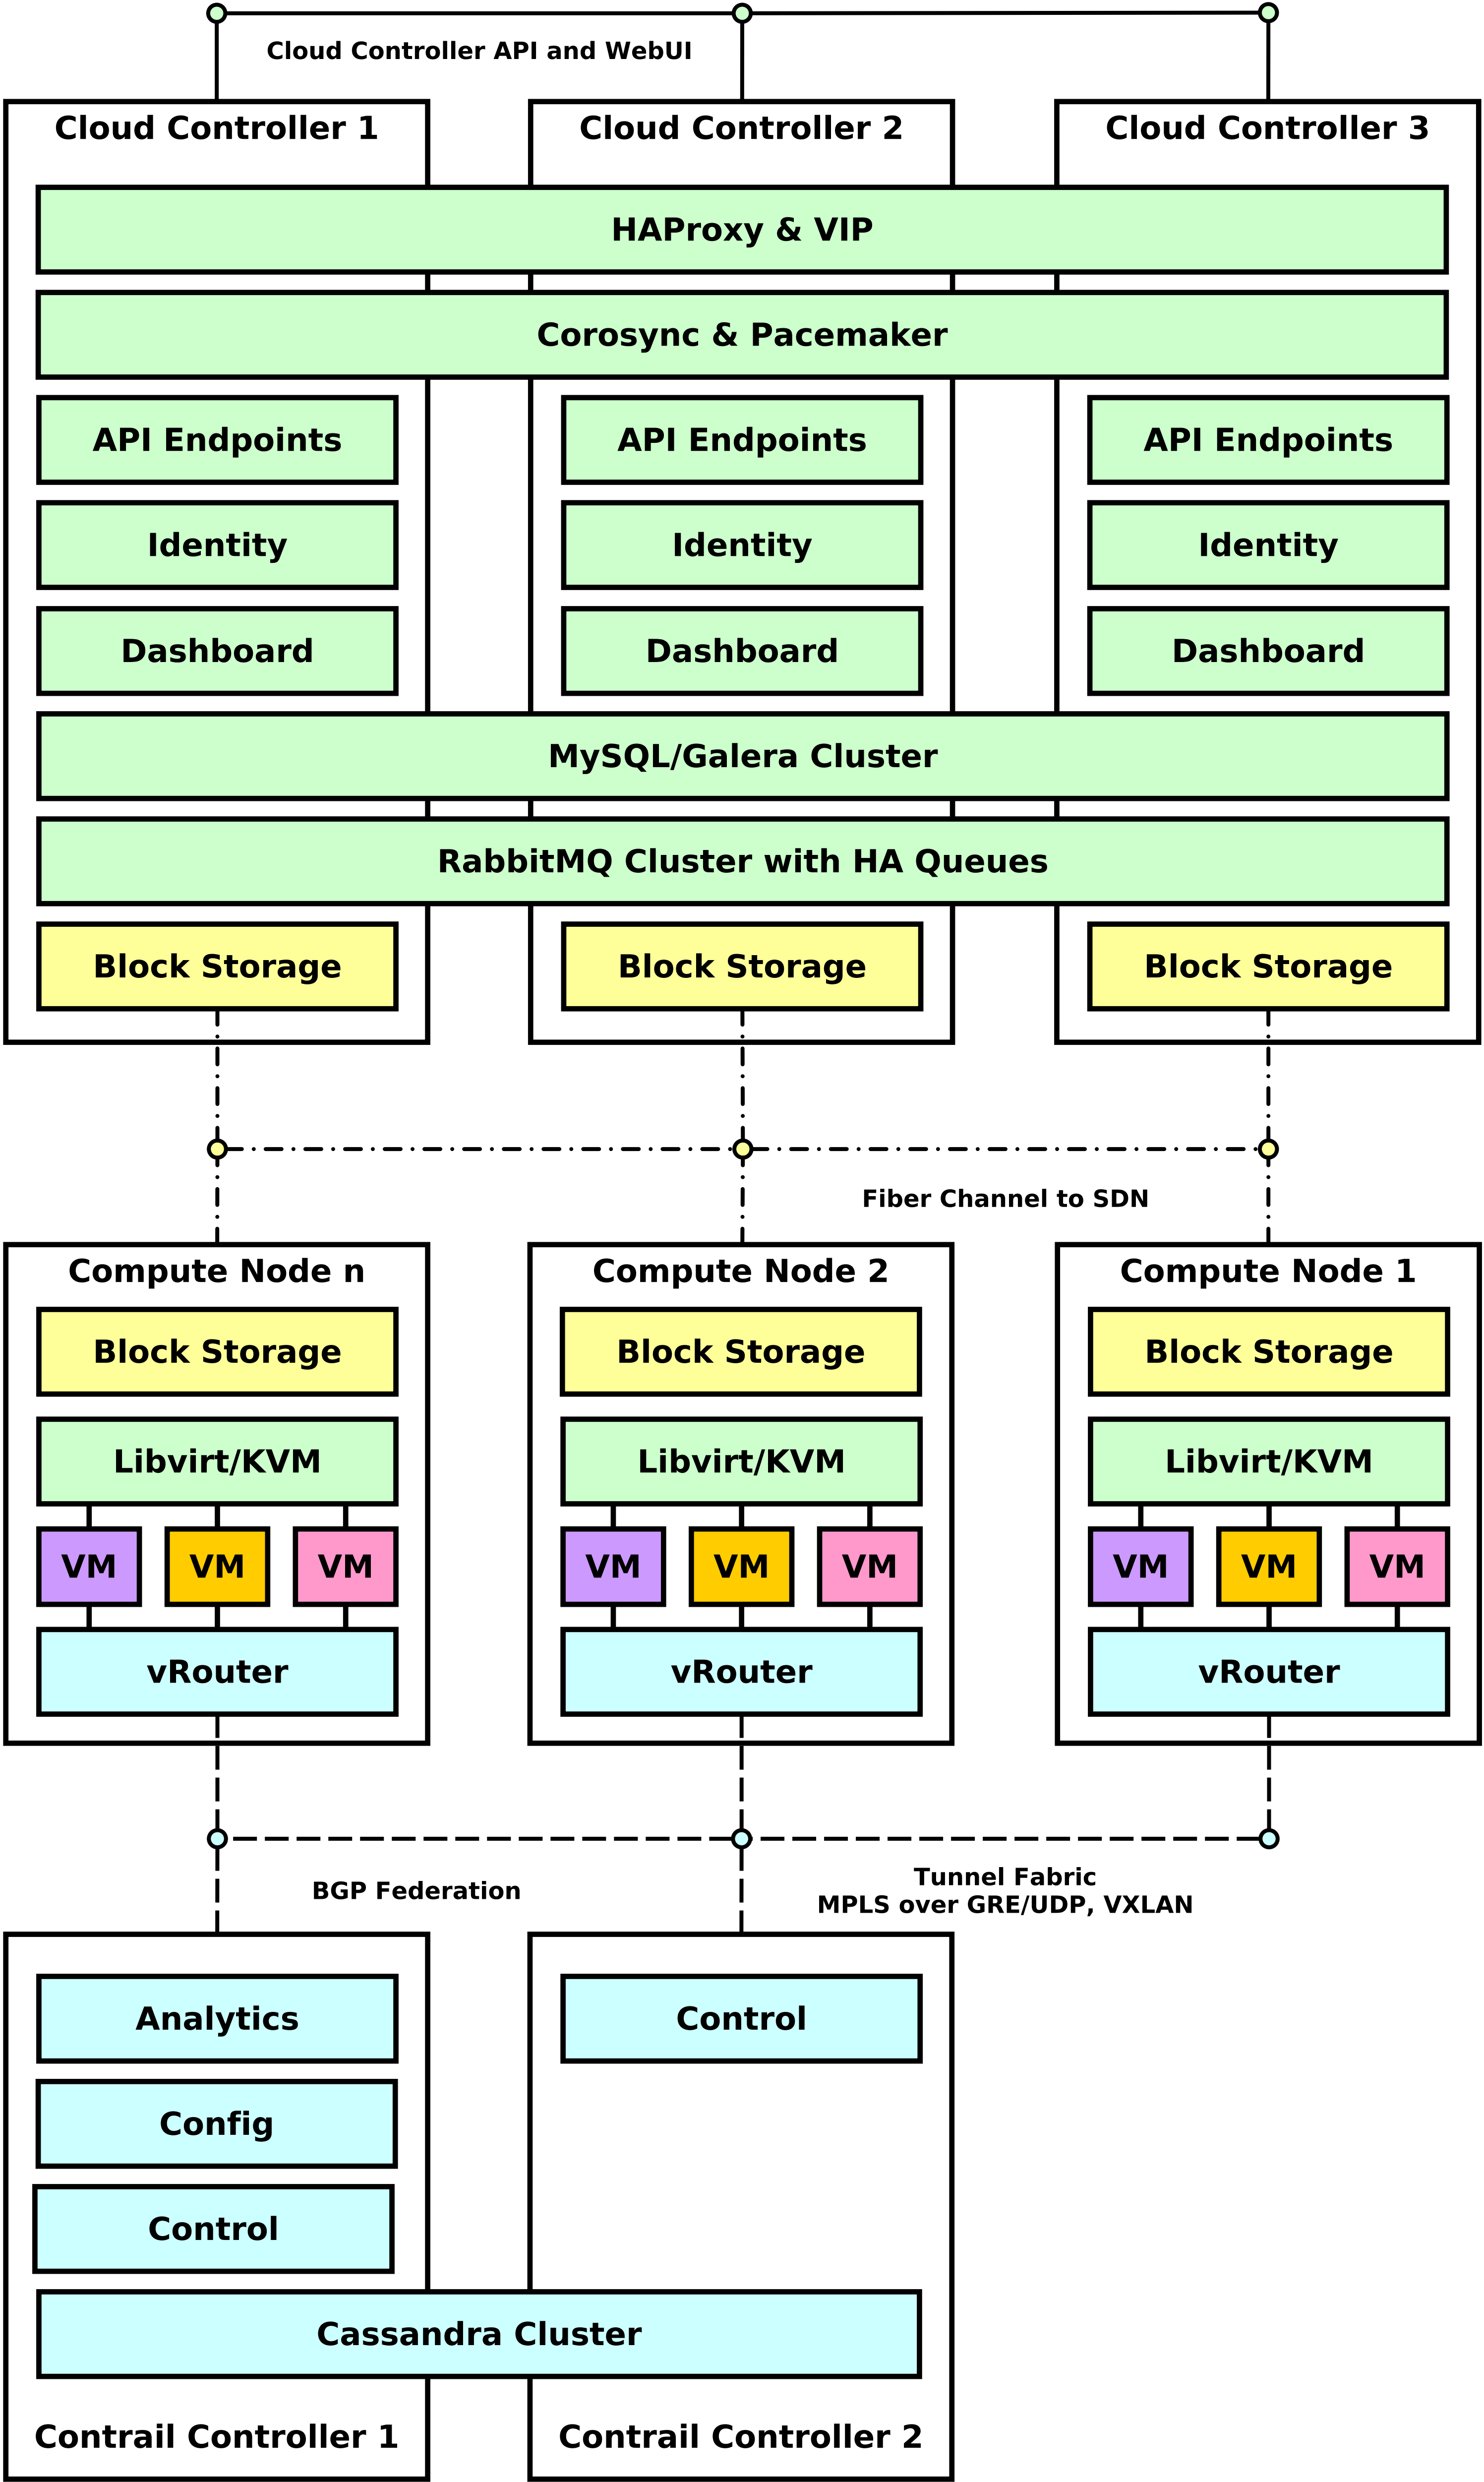 Cloud Controller API and WebUI
Cloud Controller 1
Cloud Controller 2
Cloud Controller 3
HAProxy & VIP
Corosync & Pacemaker
API Endpoints
API Endpoints
API Endpoints
Identity
Identity
Identity
Dashboard
Dashboard
Dashboard
MySQL/Galera Cluster
RabbitMQ Cluster with HA Queues
Block Storage
Block Storage
Block Storage
Fiber Channel to SDN
Compute Node n
Compute Node 2
Compute Node 1
Block Storage
Block Storage
Block Storage
Libvirt/KVM
Libvirt/KVM
Libvirt/KVM
VM
VM
VM
VM
VM
VM
VM
VM
VM
vRouter
vRouter
vRouter
BGP Federation
Tunnel Fabric
MPLS over GRE/UDP, VXLAN
Analytics
Control
Config
Control
Cassandra Cluster
Contrail Controller 1
Contrail Controller 2